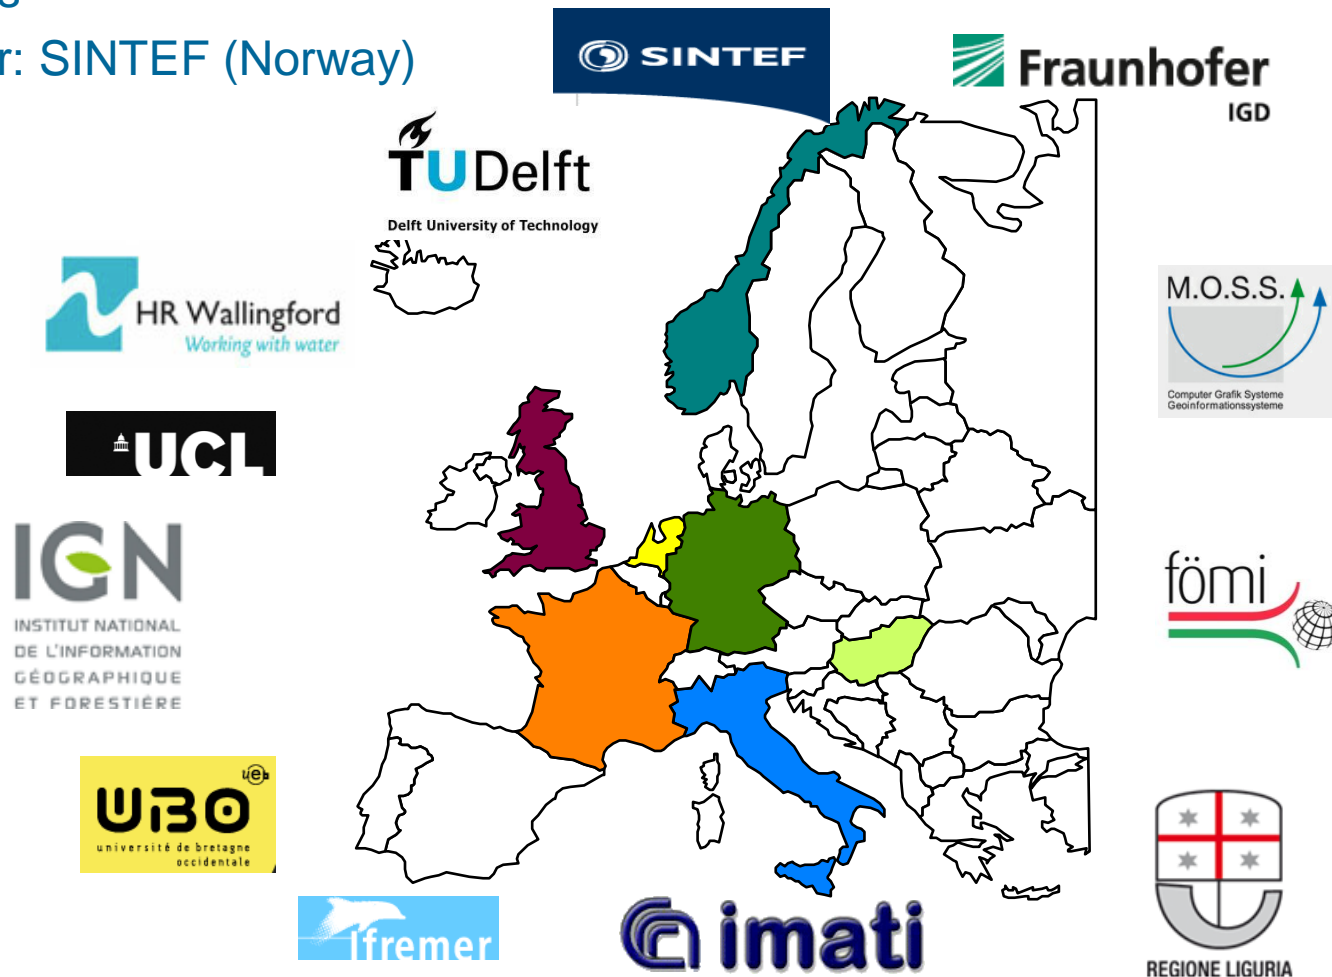 r: SINTEF (Norway)
SINTEF
Fraunhofer
IGD
TU Delft
Delft University of Technology
HR Wallingford
Working with water
M.O.S.S.
Computer Grafik Systeme
Geoinformationssysteme
UCL
IGN
INSTITUT NATIONAL
DE L'INFORMATION
GÉOGRAPHIQUE
ET FORESTIÈRE
fömi
ueb
UBO
université de bretagne
occidentale
Ifremer
imati
REGIONE LIGURIA